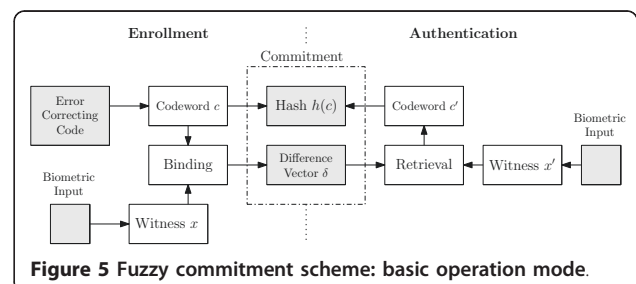 Enrollment
Authentication
Commitment
Error
Correcting
Code
Codeword c
Hash h(c)
Codeword c′
Biometric
Input
Binding
Difference
Vector δ
Retrieval
Witness x′
Biometric
Input
Witness x
Figure 5 Fuzzy commitment scheme: basic operation mode.